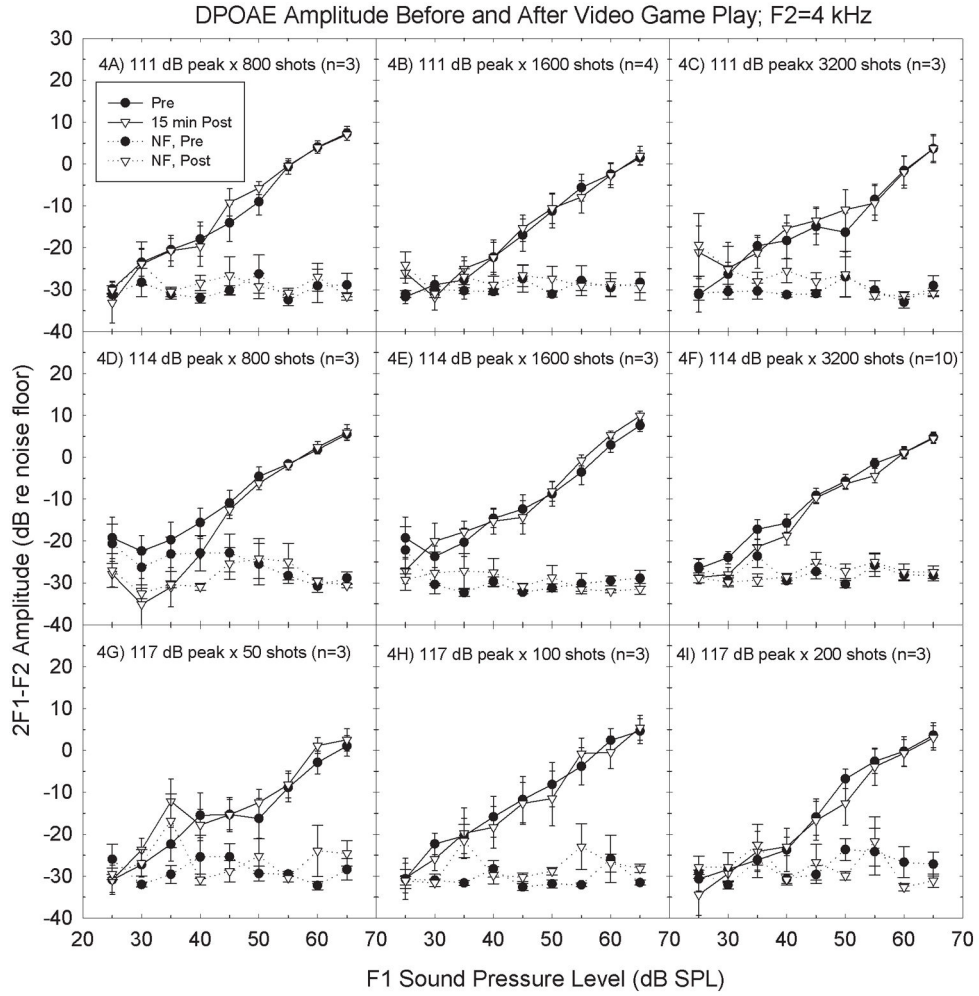 DPOAE Amplitude Before and After Video Game Play; F2=4 kHz
4A) 111 dB peak x 800 shots (n=3)
4B) 111 dB peak x 1600 shots (n=4)
4C) 111 dB peakx 3200 shots (n=3)
Pre
15 min Post
NF, Pre
NF, Post
30
20
10
0
-10
-20
-30
-40
4D) 114 dB peak x 800 shots (n=3)
4E) 114 dB peak x 1600 shots (n=3)
4F) 114 dB peak x 3200 shots (n=10)
20
10
0
-10
-20
-30
-40
4G) 117 dB peak x 50 shots (n=3)
4H) 117 dB peak x 100 shots (n=3)
4I) 117 dB peak x 200 shots (n=3)
20
10
0
-10
-20
-30
-40
2F1-F2 Amplitude (dB re noise floor)
20 30 40 50 60 70 30 40 50 60 70 30 40 50 60 70
F1 Sound Pressure Level (dB SPL)